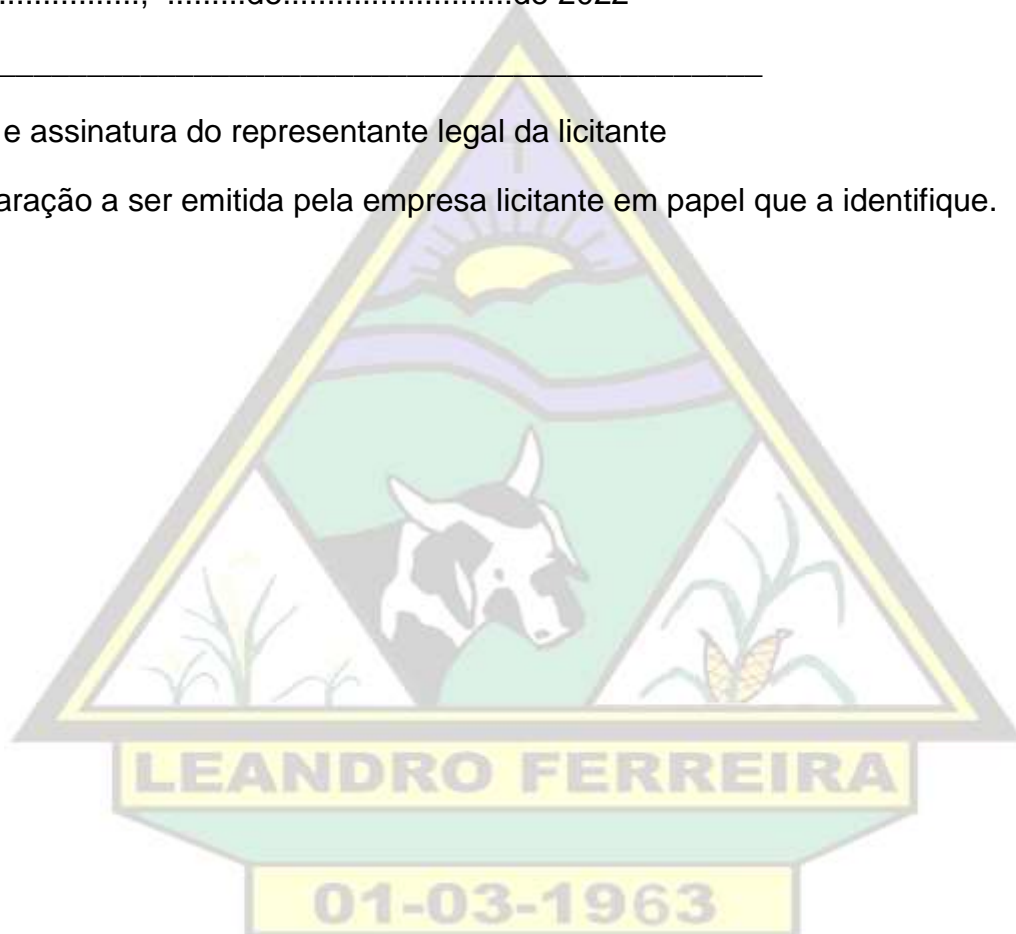 ................, .........de..........................de 2022
____________________________________________
e assinatura do representante legal da licitante
aração a ser emitida pela empresa licitante em papel que a identifique.
LEANDRO FERREIRA
01-03-1963